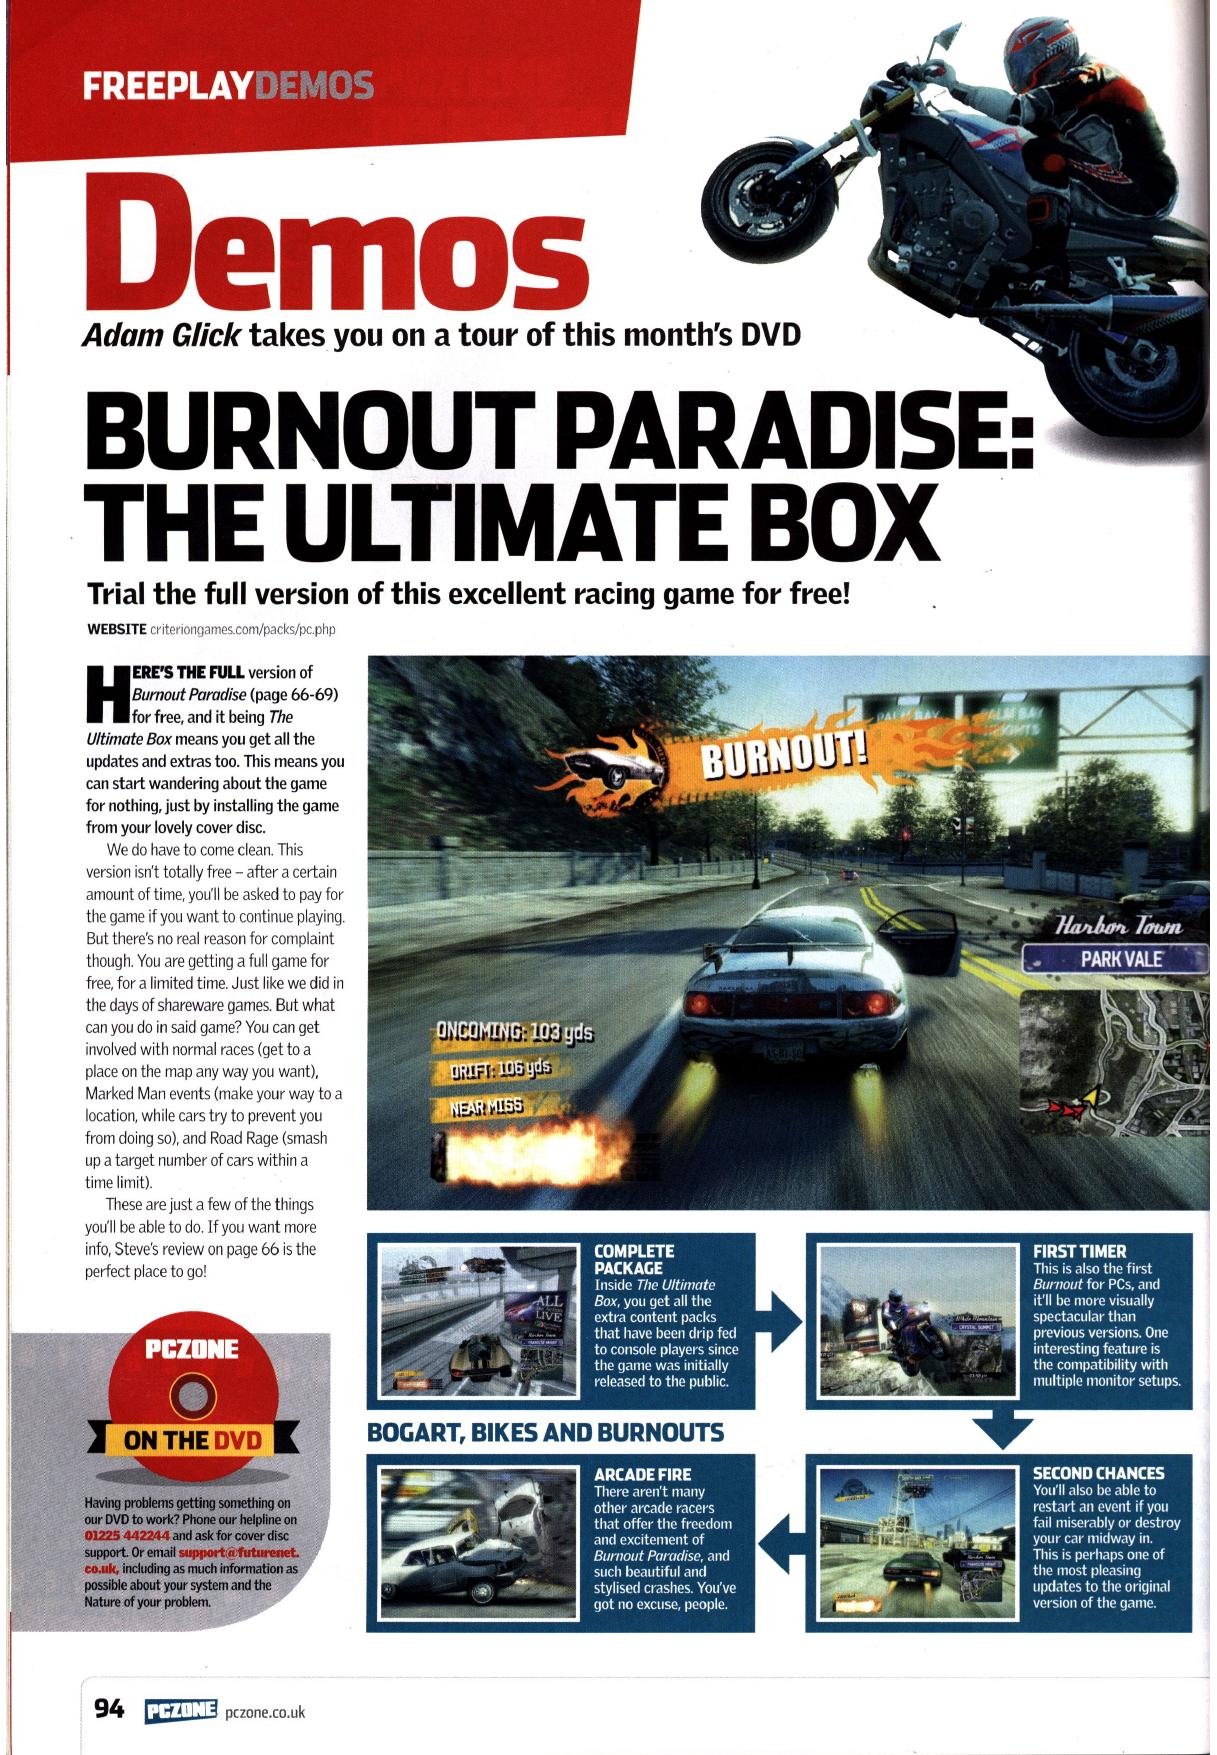 FREEPLAYDEMOS
Demos
Adam Glick takes you on a tour of this month's DVD
BURNOUT PARADISE:
THE ULTIMATE BOX
Trial the full version of this excellent racing game for free!
WEBSITE criteriongames.com/packs/pc.php
HERE'S THE FULL version of
Burnout Paradise (page 66-69)
for free, and it being The
Ultimate Box means you get all the
updates and extras too. This means you
can start wandering about the game
for nothing, just by installing the game
from your lovely cover disc.
We do have to come clean. This
version isn't totally free – after a certain
amount of time, you'll be asked to pay for
the game if you want to continue playing.
But there's no real reason for complaint
though. You are getting a full game for
free, for a limited time. Just like we did in
the days of shareware games. But what
can you do in said game? You can get
involved with normal races (get to a
place on the map any way you want),
Marked Man events (make your way to a
location, while cars try to prevent you
from doing so), and Road Rage (smash
up a target number of cars within a
time limit).
These are just a few of the things
you'll be able to do. If you want more
info, Steve's review on page 66 is the
perfect place to go!
BURNOUT!
Harbor Town
PARK VALE
ONCOMING: 103 yds
DRIFT: 106 yds
NEAR MISS
COMPLETE
PACKAGE
Inside The Ultimate
Box, you get all the
extra content packs
that have been drip fed
to console players since
the game was initially
released to the public.
FIRST TIMER
This is also the first
Burnout for PCs, and
it'll be more visually
spectacular than
previous versions. One
interesting feature is
the compatibility with
multiple monitor setups.
BOGART, BIKES AND BURNOUTS
ARCADE FIRE
There aren't many
other arcade racers
that offer the freedom
and excitement of
Burnout Paradise, and
such beautiful and
stylised crashes. You've
got no excuse, people.
SECOND CHANCES
You'll also be able to
restart an event if you
fail miserably or destroy
your car midway in.
This is perhaps one of
the most pleasing
updates to the original
version of the game.
PCZONE
ON THE DVD
Having problems getting something on
our DVD to work? Phone our helpline on
01225 442244 and ask for cover disc
support. Or email support@futurenet.
co.uk, including as much information as
possible about your system and the
Nature of your problem.
94 PCZONE pczone.co.uk